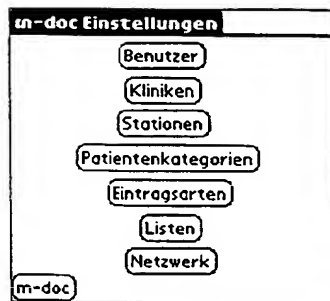 m-doc Einstellungen
Benutzer
Kliniken
Stationen
Patientenkategorien
Eintragsarten
Listen
Netzwerk
m-doc